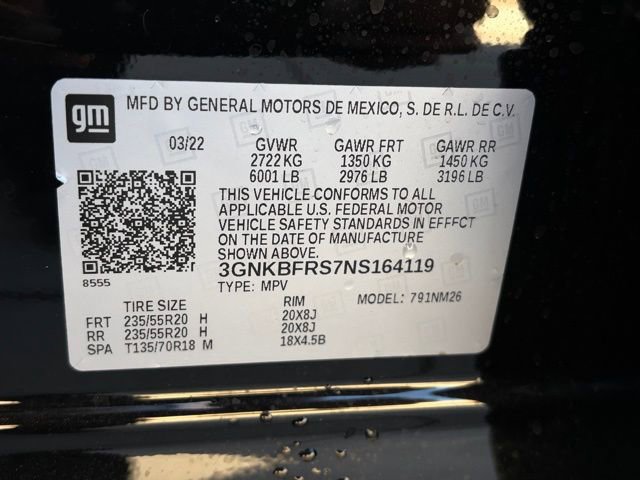 gm
MFD BY GENERAL MOTORS DE MEXICO, S. DE R.L. DE C.V.
03/22 GVWR GAWR FRT GAWR RR
2722 KG 1350 KG 1450 KG
6001 LB 2976 LB 3196 LB
THIS VEHICLE CONFORMS TO ALL
APPLICABLE U.S. FEDERAL MOTOR
VEHICLE SAFETY STANDARDS IN EFFECT
ON THE DATE OF MANUFACTURE
SHOWN ABOVE.
8555
3GNKBFRS7NS164119
TYPE: MPV MODEL: 791NM26
TIRE SIZE RIM
FRT 235/55R20 H 20X8J
RR 235/55R20 H 20X8J
SPA T135/70R18 M 18X4.5B